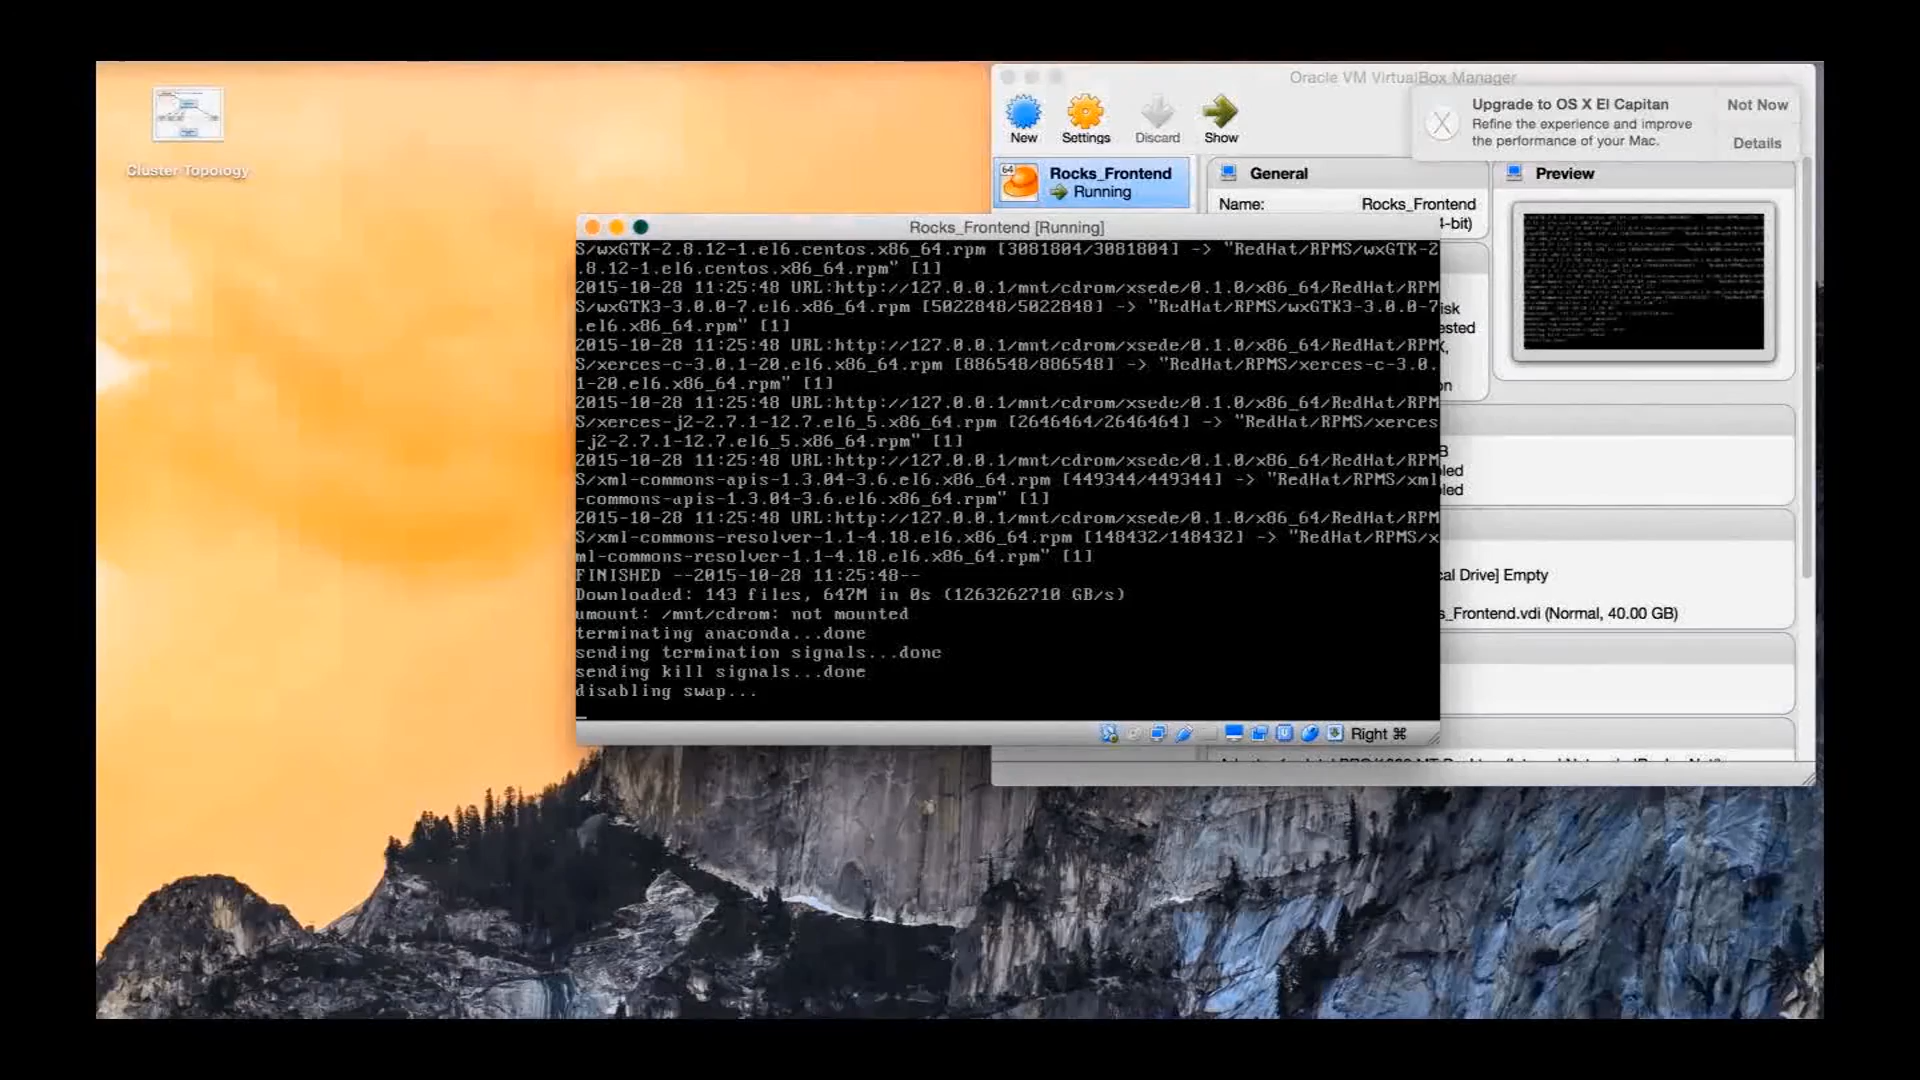 Cluster Topology
Oracle VM VirtualBox Manager
New
Settings
Discard
Show
Upgrade to OS X El Capitan
Refine the experience and improve
the performance of your Mac.
Not Now
Details
64
Rocks_Frontend
Running
General
Name:
Rocks_Frontend
4-bit)
Preview
Rocks_Frontend [Running]
S/wxGTK-2.8.12-1.el6.centos.x86_64.rpm [3081804/3081804] -> "RedHat/RPMS/wxGTK-2
.8.12-1.el6.centos.x86_64.rpm" [1]
2015-10-28 11:25:48 URL:http://127.0.0.1/mnt/cdrom/xsede/0.1.0/x86_64/RedHat/RPM
S/wxGTK3-3.0.0-7.el6.x86_64.rpm [5022848/5022848] -> "RedHat/RPMS/wxGTK3-3.0.0-7
.el6.x86_64.rpm" [1]
2015-10-28 11:25:48 URL:http://127.0.0.1/mnt/cdrom/xsede/0.1.0/x86_64/RedHat/RPM
S/xerces-c-3.0.1-20.el6.x86_64.rpm [886548/886548] -> "RedHat/RPMS/xerces-c-3.0.
1-20.el6.x86_64.rpm" [1]
2015-10-28 11:25:48 URL:http://127.0.0.1/mnt/cdrom/xsede/0.1.0/x86_64/RedHat/RPM
S/xerces-j2-2.7.1-12.7.el6_5.x86_64.rpm [2646464/2646464] -> "RedHat/RPMS/xerces
-j2-2.7.1-12.7.el6_5.x86_64.rpm" [1]
2015-10-28 11:25:48 URL:http://127.0.0.1/mnt/cdrom/xsede/0.1.0/x86_64/RedHat/RPM
S/xml-commons-apis-1.3.04-3.6.el6.x86_64.rpm [449344/449344] -> "RedHat/RPMS/xml
-commons-apis-1.3.04-3.6.el6.x86_64.rpm" [1]
2015-10-28 11:25:48 URL:http://127.0.0.1/mnt/cdrom/xsede/0.1.0/x86_64/RedHat/RPM
S/xml-commons-resolver-1.1-4.18.el6.x86_64.rpm [148432/148432] -> "RedHat/RPMS/x
ml-commons-resolver-1.1-4.18.el6.x86_64.rpm" [1]
FINISHED --2015-10-28 11:25:48--
Downloaded: 143 files, 647M in 0s (1263262710 GB/s)
umount: /mnt/cdrom: not mounted
terminating anaconda...done
sending termination signals...done
sending kill signals...done
disabling swap...
Right ⌘
isk
ested
on
B
led
led
cal Drive] Empty
s_Frontend.vdi (Normal, 40.00 GB)